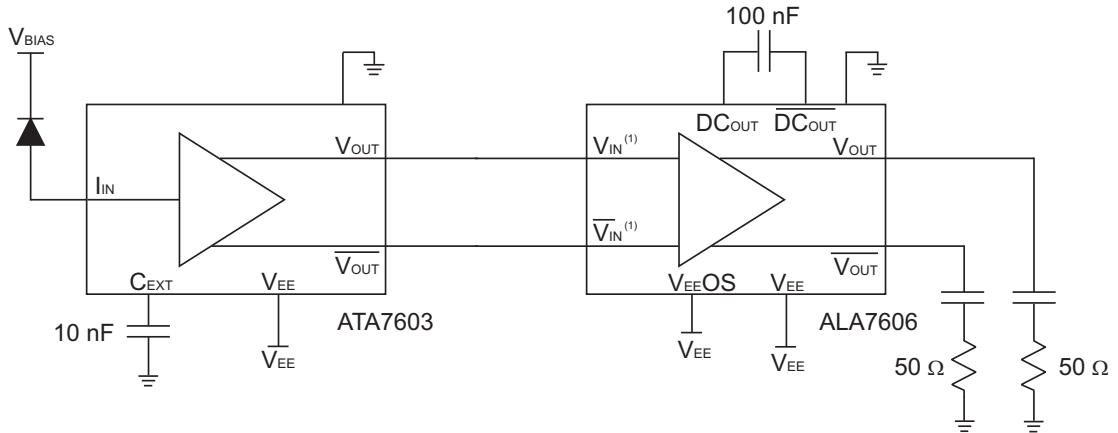 100 nF
VBIAS
DCOUT
DCOUT
VOUT
VIN(1)
VOUT
IIN
VIN(1)
VOUT
VOUT
CEXT
VEE
VEEOS
VEE
10 nF
ATA7603
ALA7606
VEE
VEE
VEE
50 Ω
50 Ω